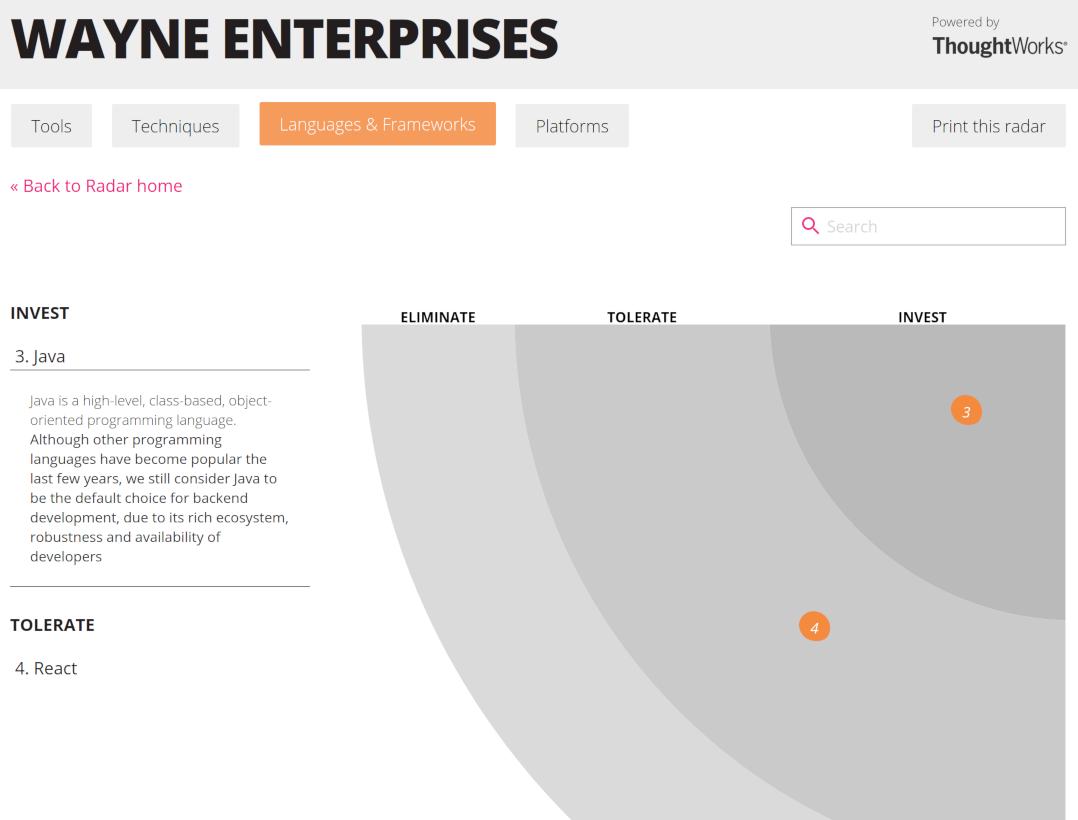 WAYNE ENTERPRISES
Powered by
ThoughtWorks®
Tools
Techniques
Languages & Frameworks
Platforms
Print this radar
« Back to Radar home
Search
INVEST
3. Java
Java is a high-level, class-based, object-
oriented programming language.
Although other programming
languages have become popular the
last few years, we still consider Java to
be the default choice for backend
development, due to its rich ecosystem,
robustness and availability of
developers
TOLERATE
4. React
ELIMINATE
TOLERATE
INVEST
3
4